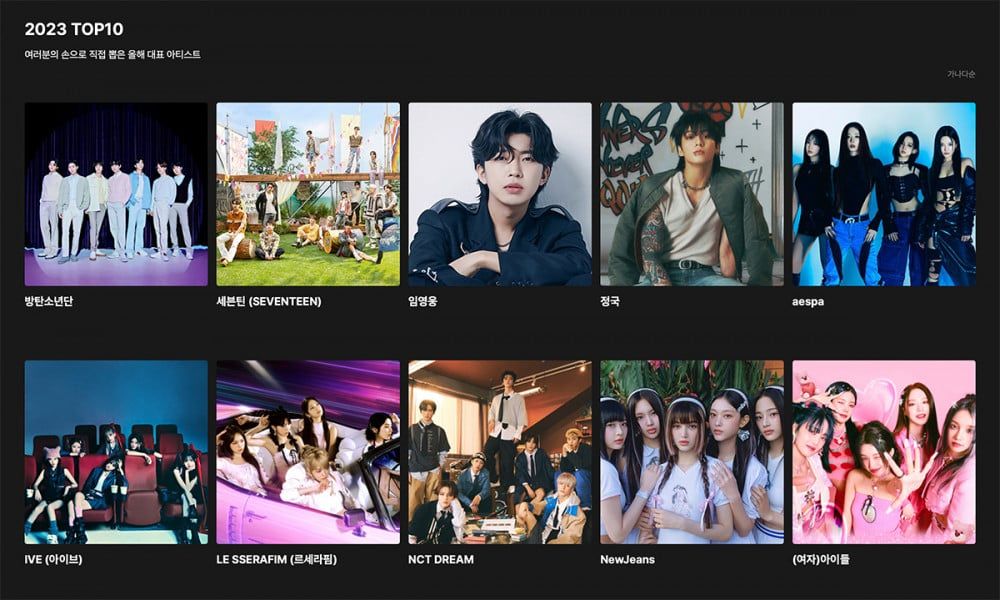 2023 TOP10
여러분의 손으로 직접 뽑은 올해 대표 아티스트
가나다순
방탄소년단
세븐틴 (SEVENTEEN)
임영웅
정국
aespa
IVE (아이브)
LE SSERAFIM (르세라핌)
NCT DREAM
NewJeans
(여자)아이들